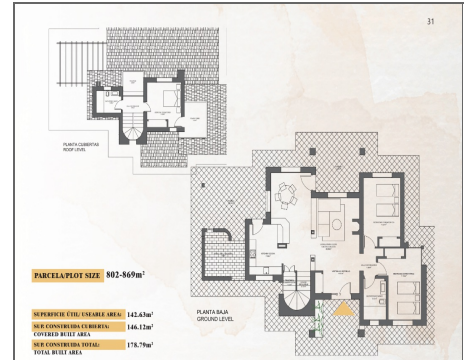 31
PLANTA CUBIERTAS
ROOF LEVEL
PARCELA/PLOT SIZE 802-869m²
SUPERFICIE ÚTIL/ USEABLE AREA: 142.63m²
SUP. CONSTRUIDA CUBIERTA: 146.12m²
COVERED BUILT AREA
SUP. CONSTRUIDA TOTAL: 178.79m²
TOTAL BUILT AREA
PLANTA BAJA
GROUND LEVEL